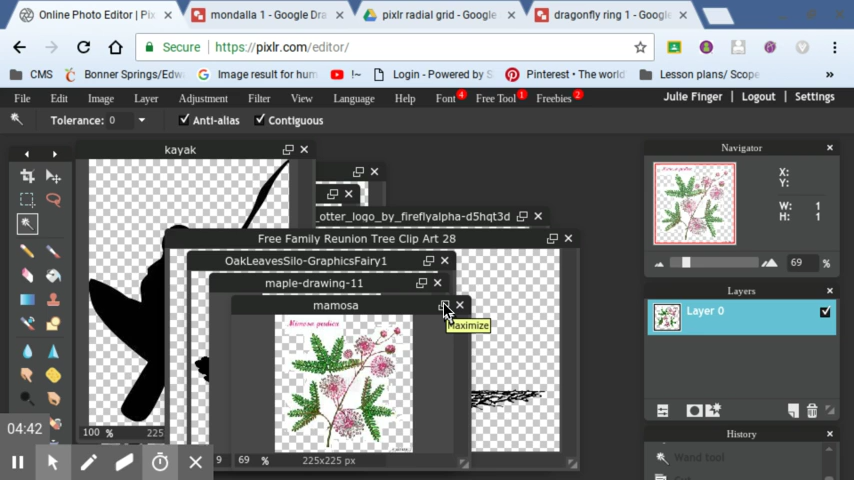 Online Photo Editor | Pix
mondalla 1 - Google Dra
pixlr radial grid - Google
dragonfly ring 1 - Google
Secure | https://pixlr.com/editor/
CMS
Bonner Springs/Edw
Image result for hum
!~
Login - Powered by S
Pinterest • The world
Lesson plans/ Scope
»
File Edit Image Layer Adjustment Filter View Language Help Font 4 Free Tool 1 Freebies 2
Julie Finger | Logout | Settings
Tolerance: 0 Anti-alias Contiguous
kayak
Navigator
X:
Y:
W: 1
H: 1
69 %
_otter_logo_by_fireflyalpha-d5hqt3d
Free Family Reunion Tree Clip Art 28
OakLeavesSilo-GraphicsFairy1
maple-drawing-11
mamosa
Maximize
Layers
Layer 0
100 % 225
9
69 % 225x225 px
History
Wand tool
04:42